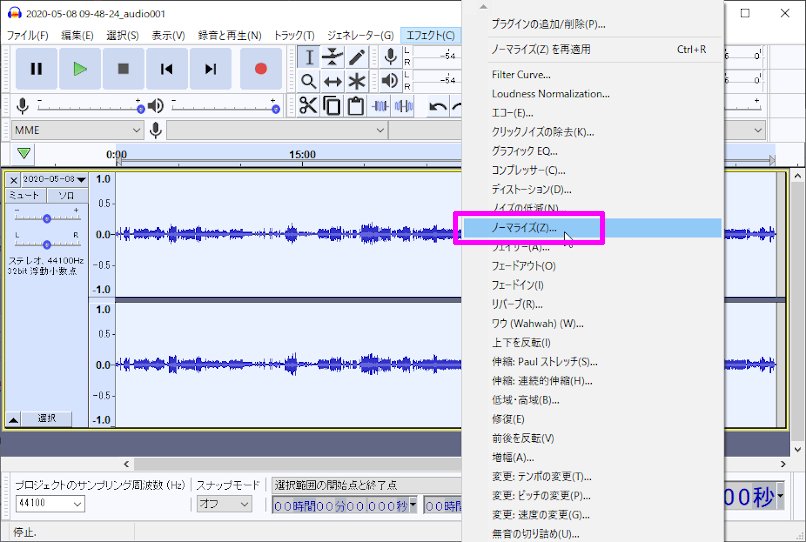 2020-05-08 09-48-24_audio001
ファイル(F) 編集(E) 選択(S) 表示(V) 録音と再生(N) トラック(T) ジェネレーター(G) エフェクト(C)
L
R
-54
L
R
-54
MME
0:00 15:00
2020-05-08
ミュート ソロ
- +
L R
ステレオ, 44100Hz
32bit 浮動小数点
選択
1.0
0.5-
0.0-
-0.5-
-1.0
1.0
0.5-
0.0-
-0.5-
-1.0
プラグインの追加/削除(P)...
ノーマライズ(Z) を再適用 Ctrl+R
Filter Curve...
Loudness Normalization...
エコー(E)...
クリックノイズの除去(K)...
グラフィック EQ...
コンプレッサー(C)...
ディストーション(D)...
ノイズの低減(N)...
ノーマライズ(Z)...
フェイザー(A)...
フェードアウト(O)
フェードイン(I)
リバーブ(R)...
ワウ (Wahwah) (W)...
上下を反転(I)
伸縮: Paul ストレッチ(S)...
伸縮: 連続的伸縮(H)...
低域・高域(B)...
修復(E)
前後を反転(V)
増幅(A)...
変更: テンポの変更(T)...
変更: ピッチの変更(P)...
変更: 速度の変更(G)...
無音の切り詰め(U)...
プロジェクトのサンプリング周波数 (Hz) スナップモード 選択範囲の開始点と終了点
44100 オフ 00時間00分00.000秒 00時間
00秒
停止.